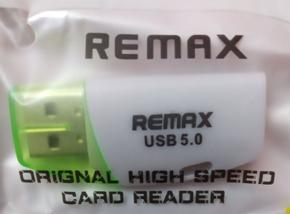 REMAX
REMAX
USB 5.0
ORIGNAL HIGH SPEED
CARD READER